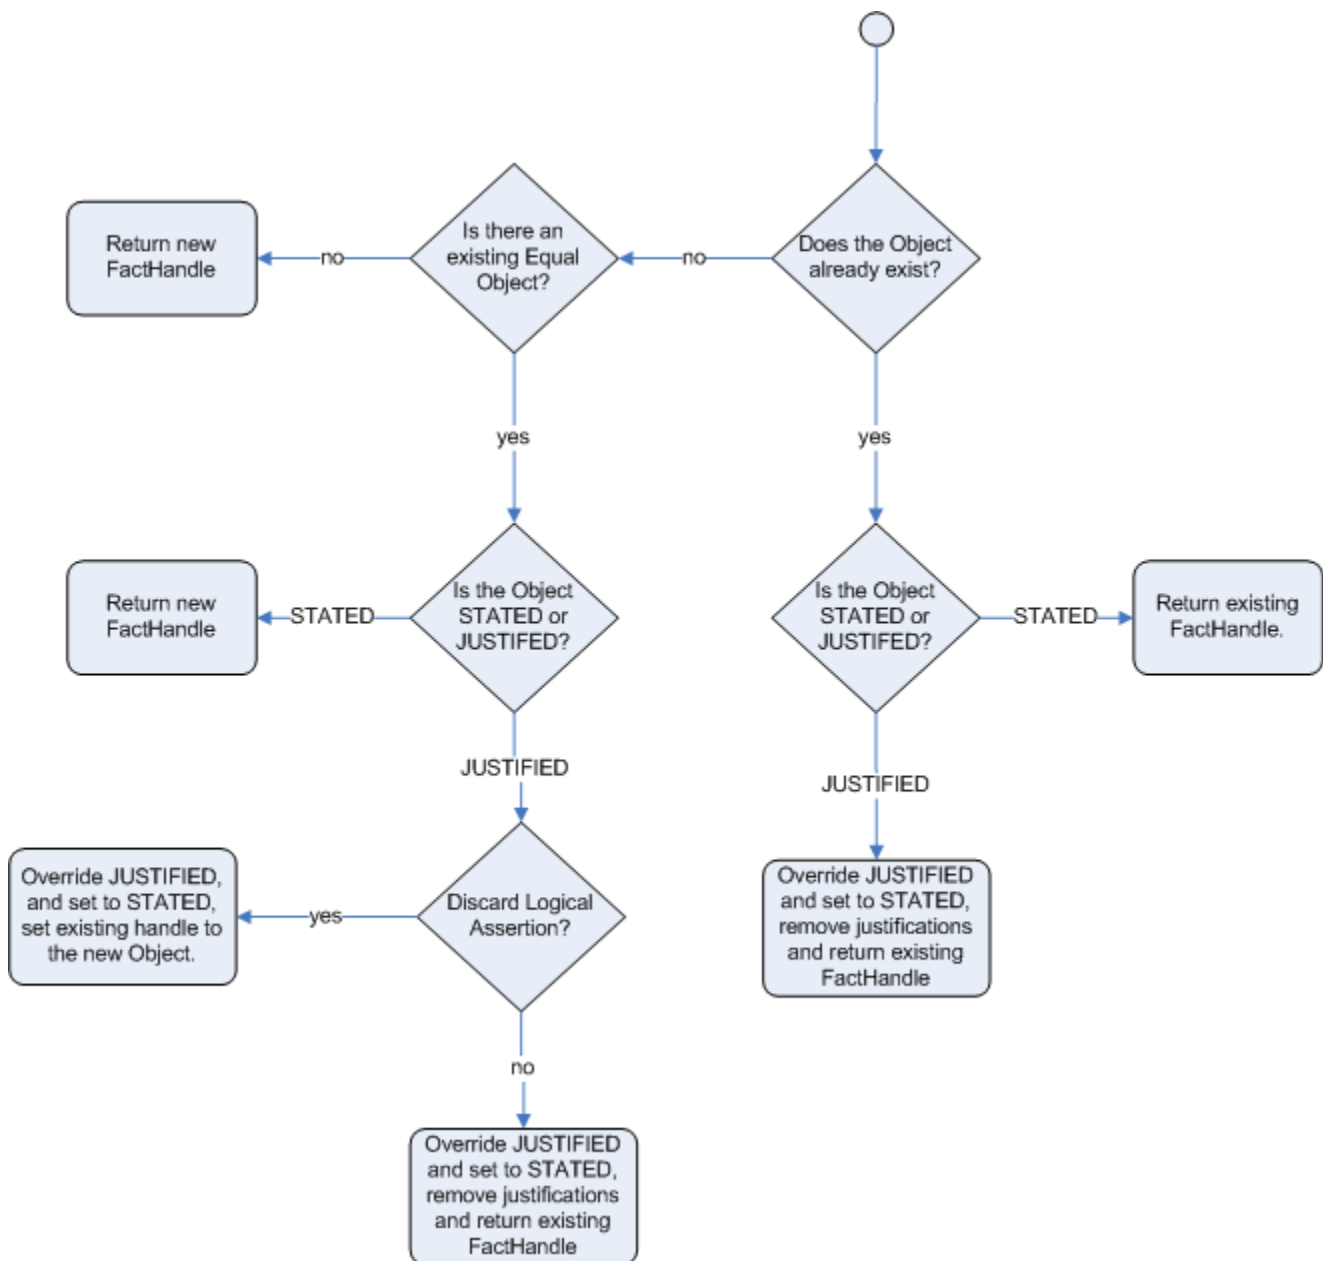 Is there an
existing Equal
Object?
Does the Object
already exist?
Return new
FactHandle
no
no
yes
yes
Is the Object
STATED or
JUSTIFED?
Is the Object
STATED or
JUSTIFED?
Return new
FactHandle
STATED
STATED
Return existing
FactHandle.
JUSTIFIED
JUSTIFIED
Override JUSTIFIED,
and set to STATED,
set existing handle to
the new Object.
yes
Discard Logical
Assertion?
Override JUSTIFIED
and set to STATED,
remove justifications
and return existing
FactHandle
no
Override JUSTIFIED
and set to STATED,
remove justifications
and return existing
FactHandle